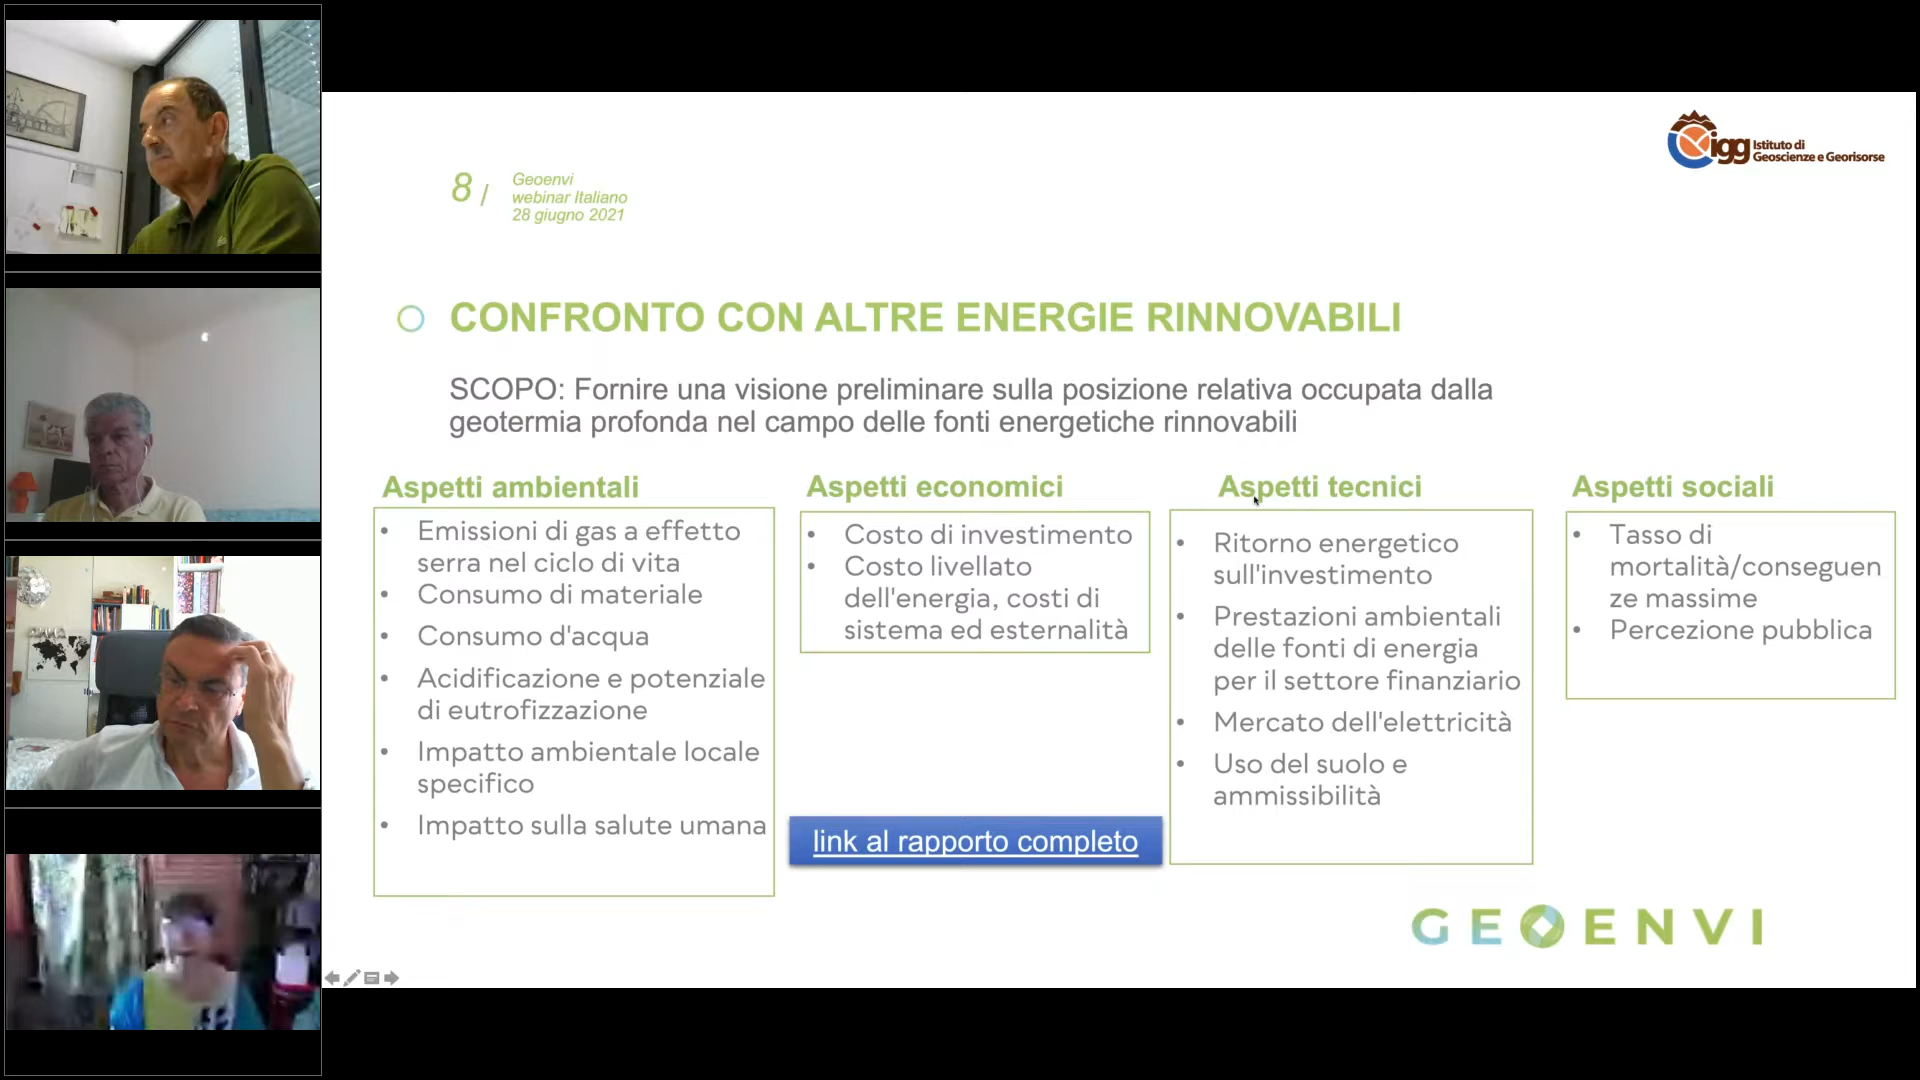 igg Istituto di
Geoscienze e Georisorse
8 /
Geoenvi
webinar Italiano
28 giugno 2021
CONFRONTO CON ALTRE ENERGIE RINNOVABILI
SCOPO: Fornire una visione preliminare sulla posizione relativa occupata dalla
geotermia profonda nel campo delle fonti energetiche rinnovabili
Aspetti ambientali
• Emissioni di gas a effetto
serra nel ciclo di vita
• Consumo di materiale
• Consumo d'acqua
• Acidificazione e potenziale
di eutrofizzazione
• Impatto ambientale locale
specifico
• Impatto sulla salute umana
Aspetti economici
• Costo di investimento
• Costo livellato
dell'energia, costi di
sistema ed esternalità
link al rapporto completo
Aspetti tecnici
• Ritorno energetico
sull'investimento
• Prestazioni ambientali
delle fonti di energia
per il settore finanziario
• Mercato dell'elettricità
• Uso del suolo e
ammissibilità
Aspetti sociali
• Tasso di
mortalità/conseguen
ze massime
• Percezione pubblica
GEOENVI